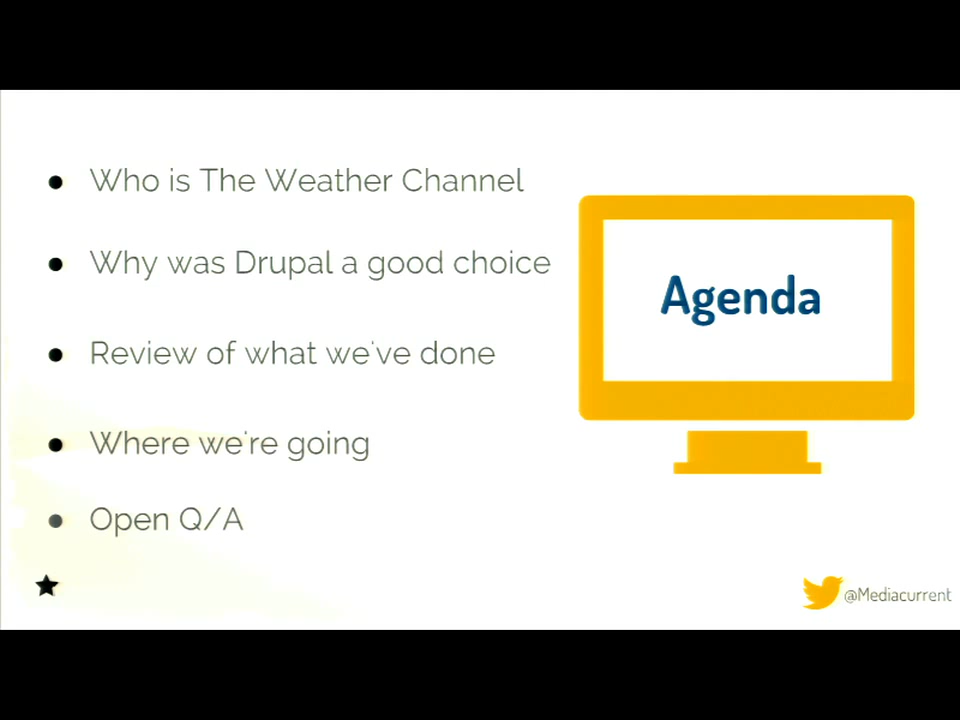 Who is The Weather Channel
Why was Drupal a good choice
Review of what we've done
Where we're going
Open Q/A
Agenda
@Mediacurrent